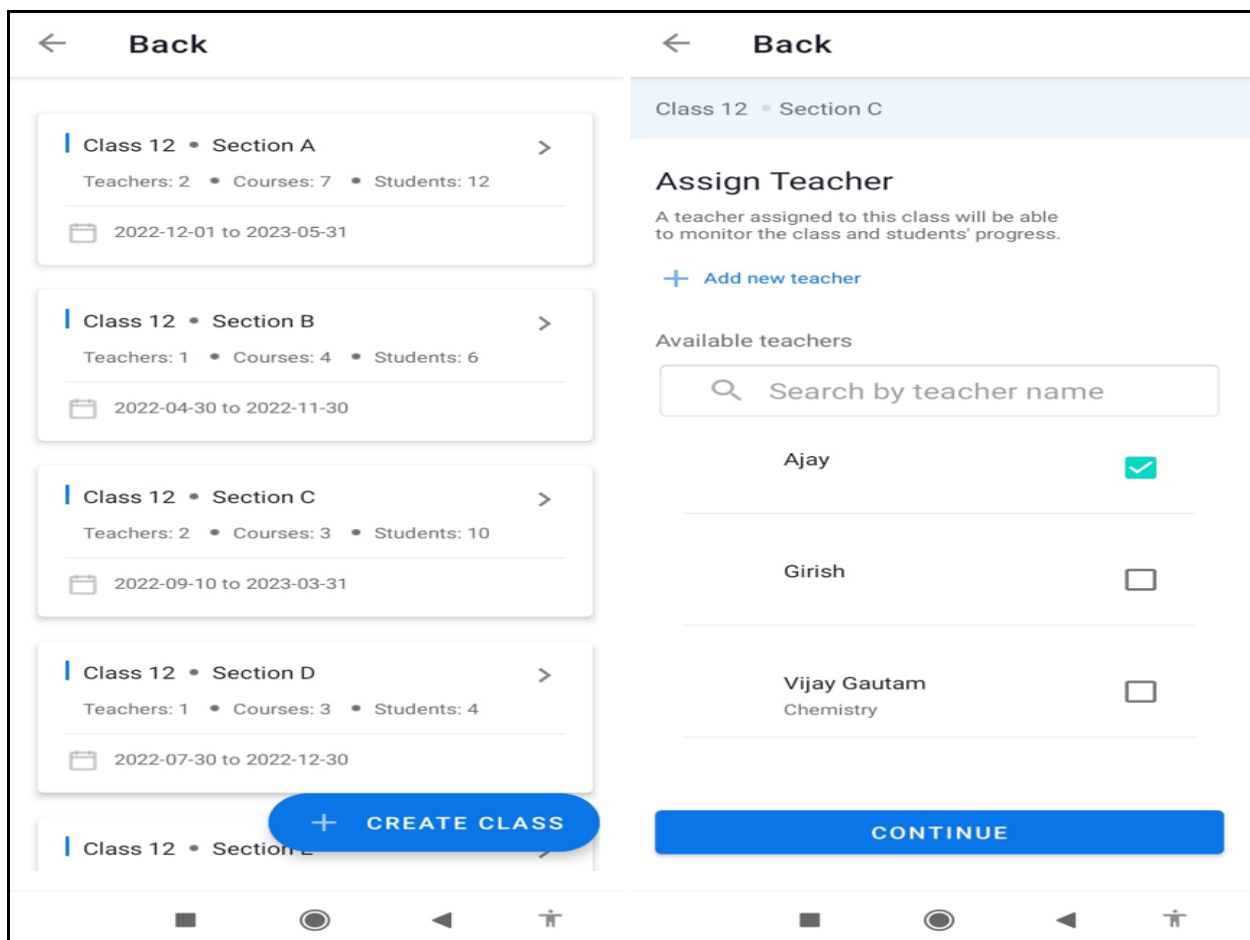 Back
Class 12 • Section A
Teachers: 2 • Courses: 7 • Students: 12
2022-12-01 to 2023-05-31
Class 12 • Section B
Teachers: 1 • Courses: 4 • Students: 6
2022-04-30 to 2022-11-30
Class 12 • Section C
Teachers: 2 • Courses: 3 • Students: 10
2022-09-10 to 2023-03-31
Class 12 • Section D
Teachers: 1 • Courses: 3 • Students: 4
2022-07-30 to 2022-12-30
+ CREATE CLASS
Class 12 • Section E
Back
Class 12 • Section C
Assign Teacher
A teacher assigned to this class will be able
to monitor the class and students' progress.
+ Add new teacher
Available teachers
Search by teacher name
Ajay
Girish
Vijay Gautam
Chemistry
CONTINUE